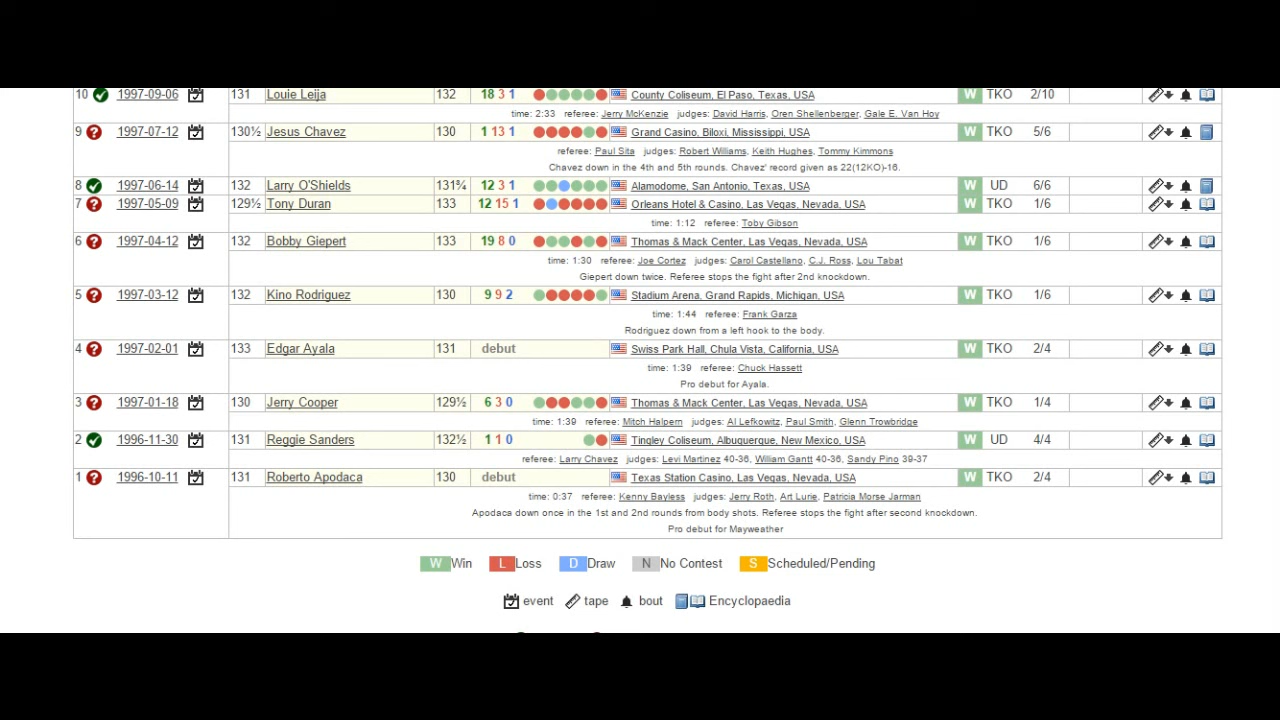 10 1997-09-06 131 Louie Leija 132 18 3 1 County Coliseum, El Paso, Texas, USA W TKO 2/10
time: 2:33 referee: Jerry McKenzie judges: David Harris, Oren Shellenberger, Gale E. Van Hoy
9 ? 1997-07-12 130½ Jesus Chavez 130 1 13 1 Grand Casino, Biloxi, Mississippi, USA W TKO 5/6
referee: Paul Sita judges: Robert Williams, Keith Hughes, Tommy Kimmons
Chavez down in the 4th and 5th rounds. Chavez' record given as 22(12KO)-16.
8 1997-06-14 132 Larry O'Shields 131¾ 12 3 1 Alamodome, San Antonio, Texas, USA W UD 6/6
7 ? 1997-05-09 129½ Tony Duran 133 12 15 1 Orleans Hotel & Casino, Las Vegas, Nevada, USA W TKO 1/6
time: 1:12 referee: Toby Gibson
6 ? 1997-04-12 132 Bobby Giepert 133 19 8 0 Thomas & Mack Center, Las Vegas, Nevada, USA W TKO 1/6
time: 1:30 referee: Joe Cortez judges: Carol Castellano, C.J. Ross, Lou Tabat
Giepert down twice. Referee stops the fight after 2nd knockdown.
5 ? 1997-03-12 132 Kino Rodriguez 130 9 9 2 Stadium Arena, Grand Rapids, Michigan, USA W TKO 1/6
time: 1:44 referee: Frank Garza
Rodriguez down from a left hook to the body.
4 ? 1997-02-01 133 Edgar Ayala 131 debut Swiss Park Hall, Chula Vista, California, USA W TKO 2/4
time: 1:39 referee: Chuck Hassett
Pro debut for Ayala.
3 ? 1997-01-18 130 Jerry Cooper 129½ 6 3 0 Thomas & Mack Center, Las Vegas, Nevada, USA W TKO 1/4
time: 1:39 referee: Mitch Halpern judges: Al Lefkowitz, Paul Smith, Glenn Trowbridge
2 1996-11-30 131 Reggie Sanders 132½ 1 1 0 Tingley Coliseum, Albuquerque, New Mexico, USA W UD 4/4
referee: Larry Chavez judges: Levi Martinez 40-36, William Gantt 40-36, Sandy Pino 39-37
1 ? 1996-10-11 131 Roberto Apodaca 130 debut Texas Station Casino, Las Vegas, Nevada, USA W TKO 2/4
time: 0:37 referee: Kenny Bayless judges: Jerry Roth, Art Lurie, Patricia Morse Jarman
Apodaca down once in the 1st and 2nd rounds from body shots. Referee stops the fight after second knockdown.
Pro debut for Mayweather
W Win L Loss D Draw N No Contest S Scheduled/Pending
event tape bout Encyclopaedia